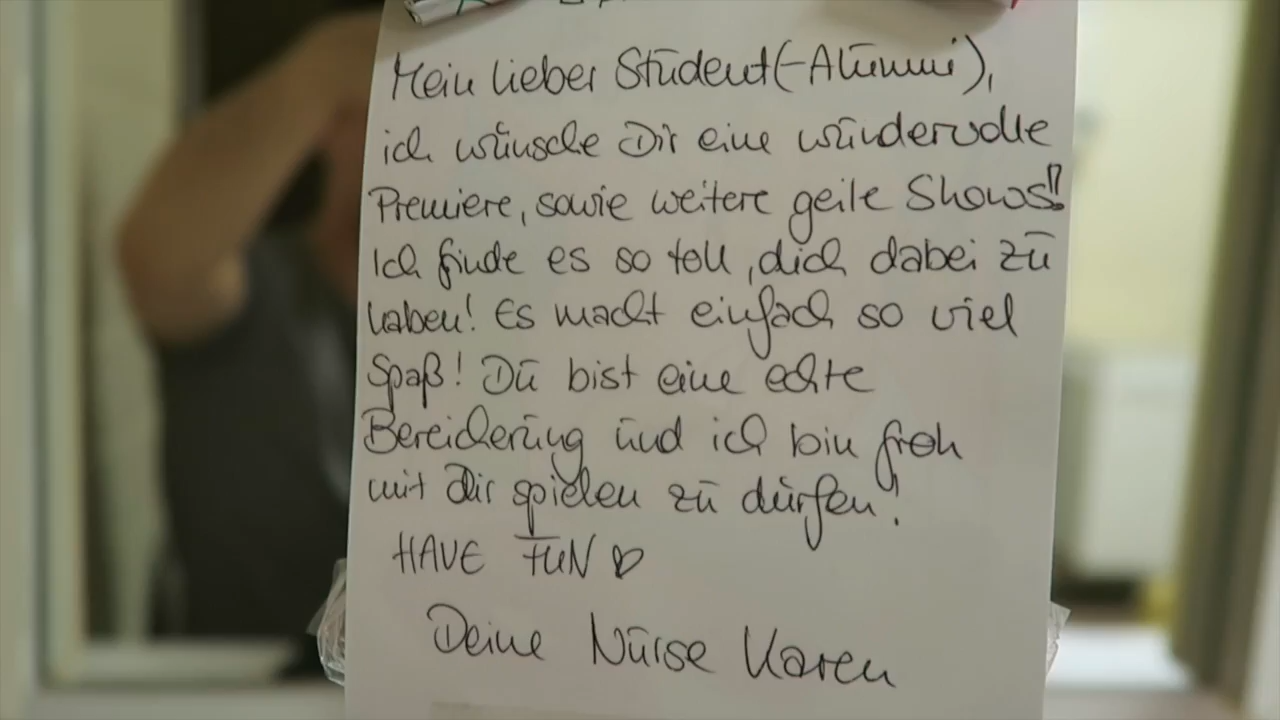 Mein lieber Student(-Alumni),
ich wünsche Dir eine wundervolle
Premiere, sowie weitere geile Shows!!
Ich finde es so toll, dich dabei zu
haben! Es macht einfach so viel
Spaß! Du bist eine echte
Bereicherung und ich bin froh
mit Dir spielen zu dürfen!
HAVE FUN ♡
Deine Nurse Karen